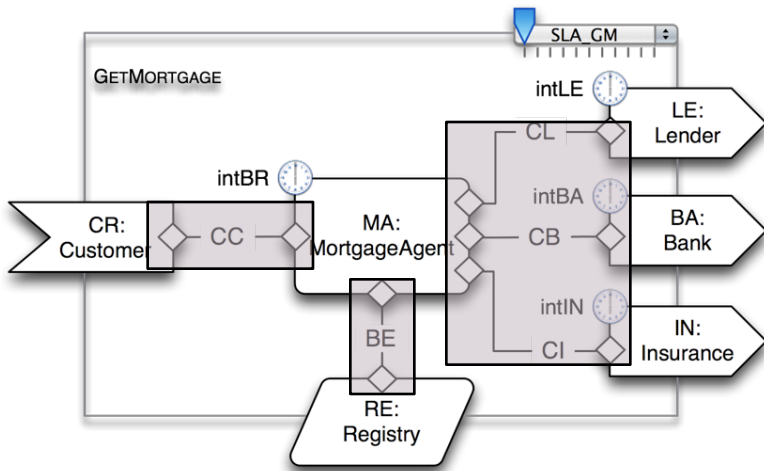 SLA_GM
GETMORTGAGE
intLE
LE:
Lender
CL
intBR
CR:
Customer
CC
MA:
MortgageAgent
intBA
BA:
Bank
CB
BE
intIN
IN:
Insurance
CI
RE:
Registry